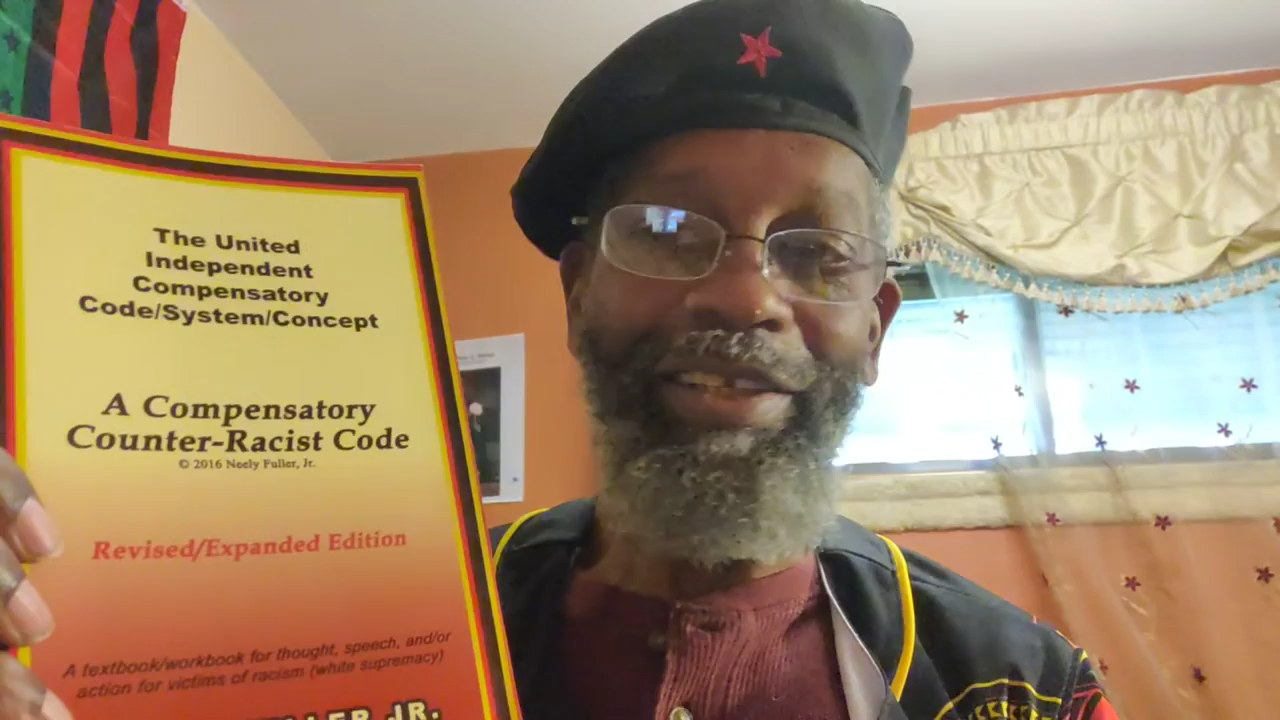 The United
Independent
Compensatory
Code/System/Concept
A Compensatory
Counter-Racist Code
© 2016 Neely Fuller, Jr.
Revised/Expanded Edition
A textbook/workbook for thought, speech, and/or
action for victims of racism (white supremacy)
JR.